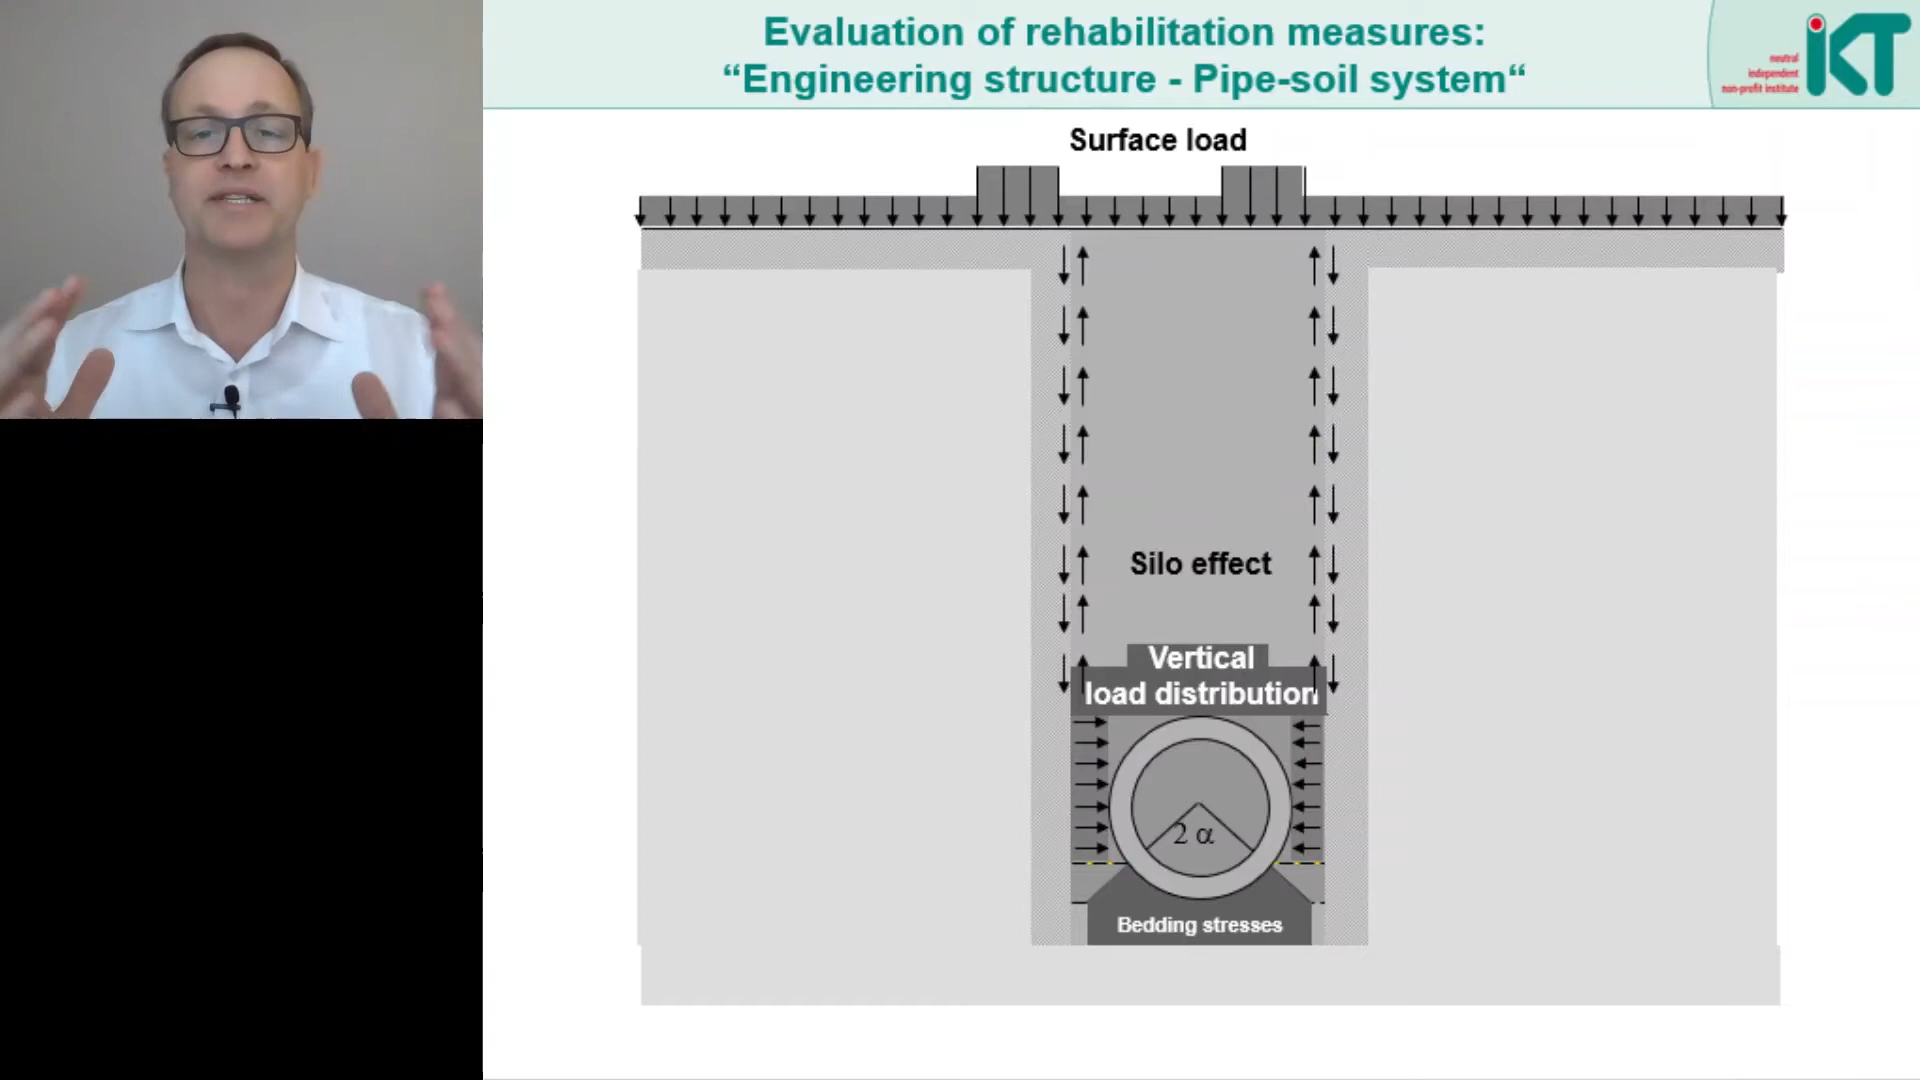 Evaluation of rehabilitation measures:
“Engineering structure - Pipe-soil system“
neutral
independent
non-profit institute
iKT
Surface load
Silo effect
Vertical
load distribution
2 α
Bedding stresses